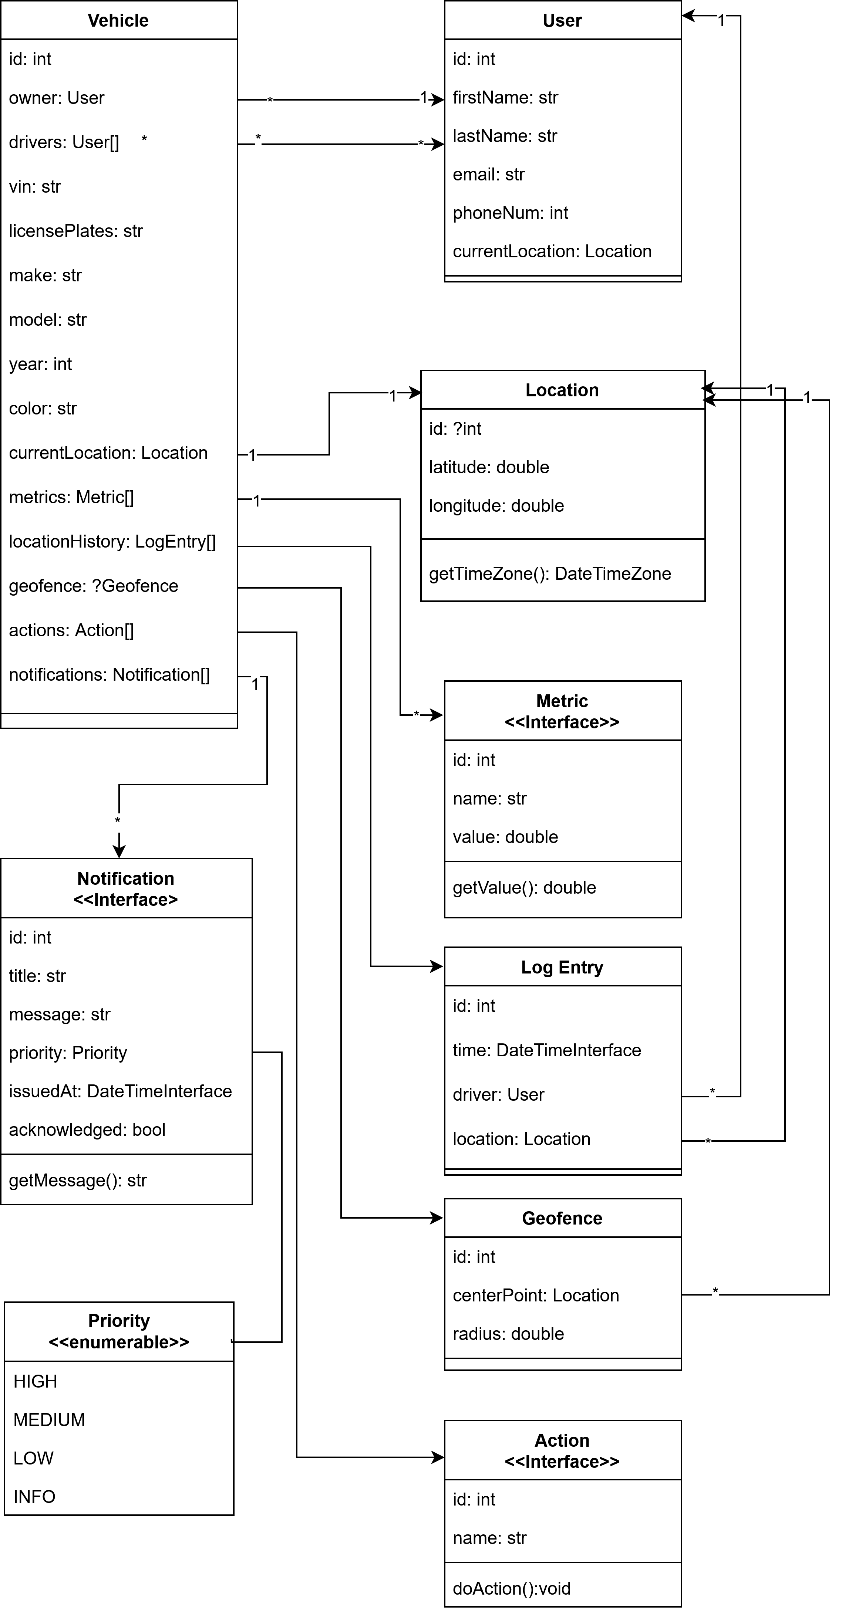 Vehicle
id: int
owner: User
drivers: User[] *
vin: str
licensePlates: str
make: str
model: str
year: int
color: str
currentLocation: Location
metrics: Metric[]
locationHistory: LogEntry[]
geofence: ?Geofence
actions: Action[]
notifications: Notification[]
* 1
* *
1 1
1 *
1 *
User
id: int
firstName: str
lastName: str
email: str
phoneNum: int
currentLocation: Location
1
Location
id: ?int
latitude: double
longitude: double
getTimeZone(): DateTimeZone
1
1
Metric
<<Interface>>
id: int
name: str
value: double
getValue(): double
Notification
<<Interface>
id: int
title: str
message: str
priority: Priority
issuedAt: DateTimeInterface
acknowledged: bool
getMessage(): str
Log Entry
id: int
time: DateTimeInterface
driver: User
location: Location
*
*
Geofence
id: int
centerPoint: Location
radius: double
*
Priority
<<enumerable>>
HIGH
MEDIUM
LOW
INFO
Action
<<Interface>>
id: int
name: str
doAction():void